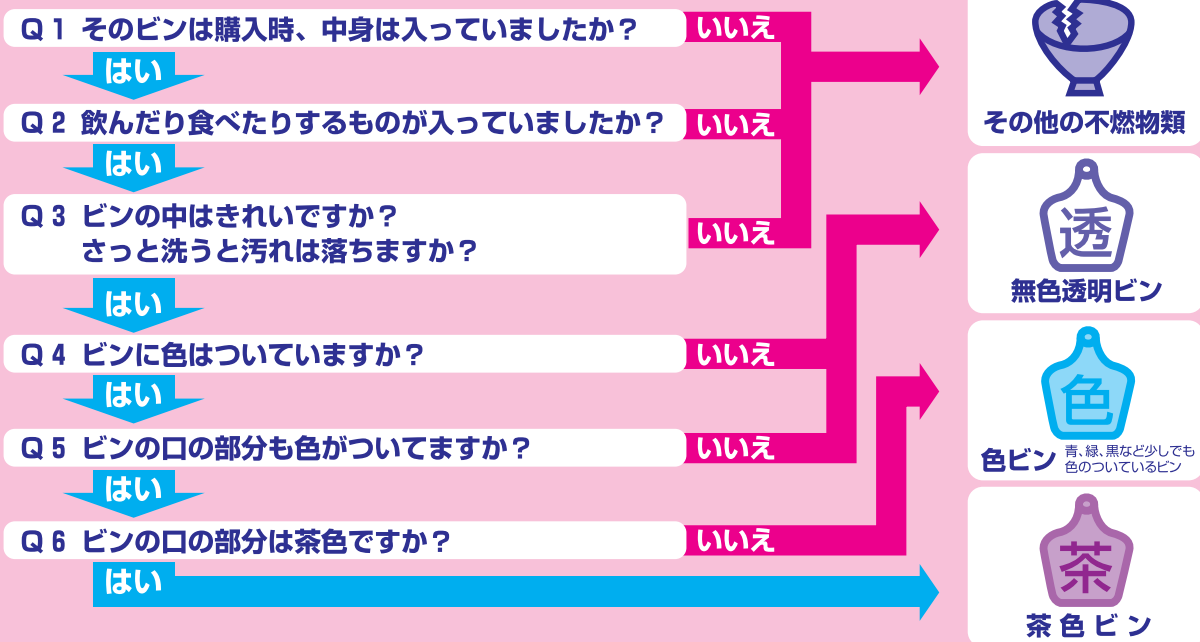 Q1 そのビンは購入時、中身は入っていましたか？
いいえ
はい
Q2 飲んだり食べたりするものが入っていましたか？
いいえ
はい
Q3 ビンの中はきれいですか？
さっと洗うと汚れは落ちますか？
いいえ
はい
Q4 ビンに色はついていますか？
いいえ
はい
Q5 ビンの口の部分も色がついてますか？
いいえ
はい
Q6 ビンの口の部分は茶色ですか？
いいえ
はい
その他の不燃物類
透
無色透明ビン
色
色ビン
青、緑、黒など少しでも
色のついているビン
茶
茶色ビン